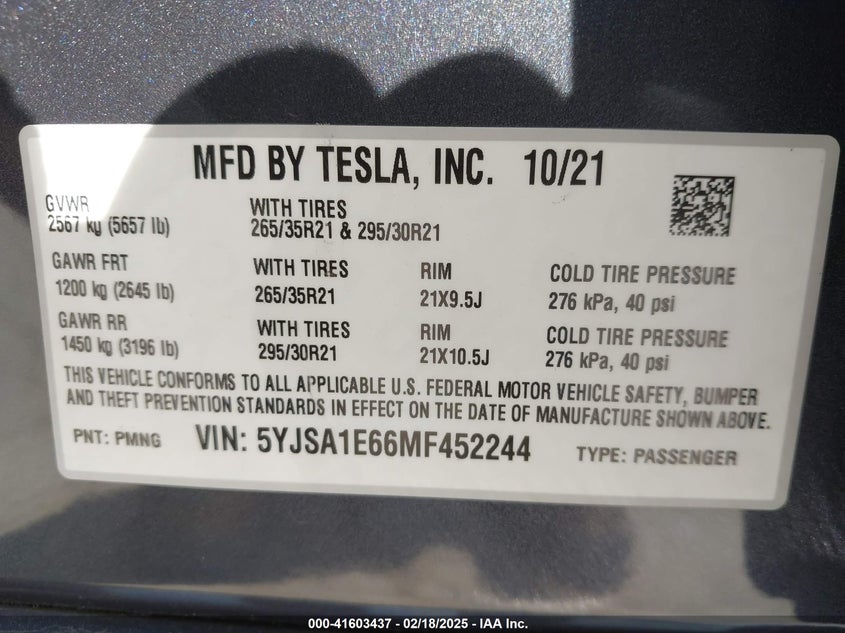 MFD BY TESLA, INC. 10/21
GVWR
2567 kg (5657 lb)
WITH TIRES
265/35R21 & 295/30R21
GAWR FRT
1200 kg (2645 lb)
WITH TIRES
265/35R21
RIM
21X9.5J
COLD TIRE PRESSURE
276 kPa, 40 psi
GAWR RR
1450 kg (3196 lb)
WITH TIRES
295/30R21
RIM
21X10.5J
COLD TIRE PRESSURE
276 kPa, 40 psi
THIS VEHICLE CONFORMS TO ALL APPLICABLE U.S. FEDERAL MOTOR VEHICLE SAFETY, BUMPER
AND THEFT PREVENTION STANDARDS IN EFFECT ON THE DATE OF MANUFACTURE SHOWN ABOVE.
PNT: PMNG VIN: 5YJSA1E66MF452244 TYPE: PASSENGER
000-41603437 - 02/18/2025 - IAA Inc.